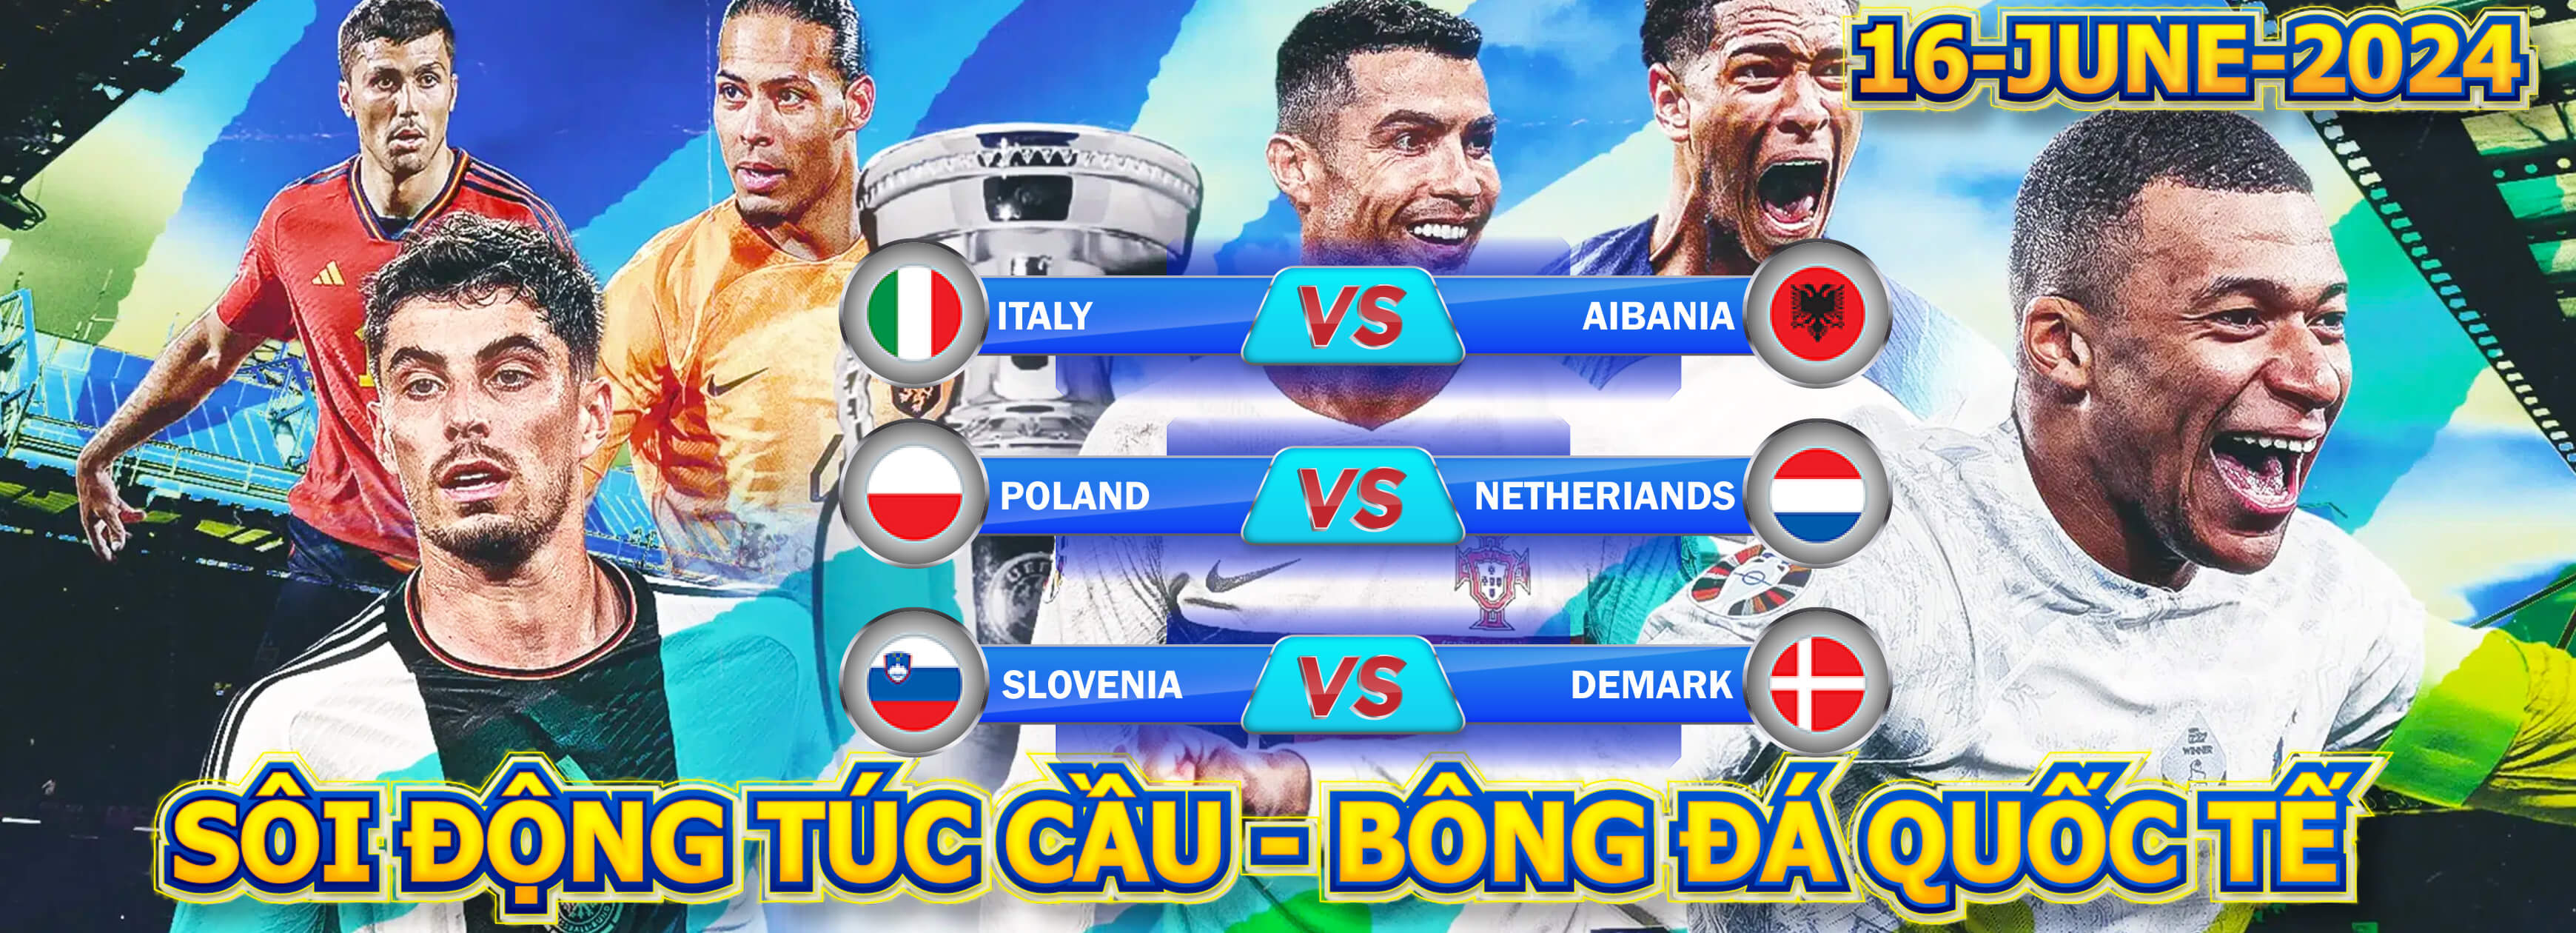 16-JUNE-2024
ITALY VS AIBANIA
POLAND VS NETHERIANDS
SLOVENIA VS DEMARK
SÔI ĐỘNG TÚC CẦU - BÔNG ĐÁ QUỐC TẾ
WINNER